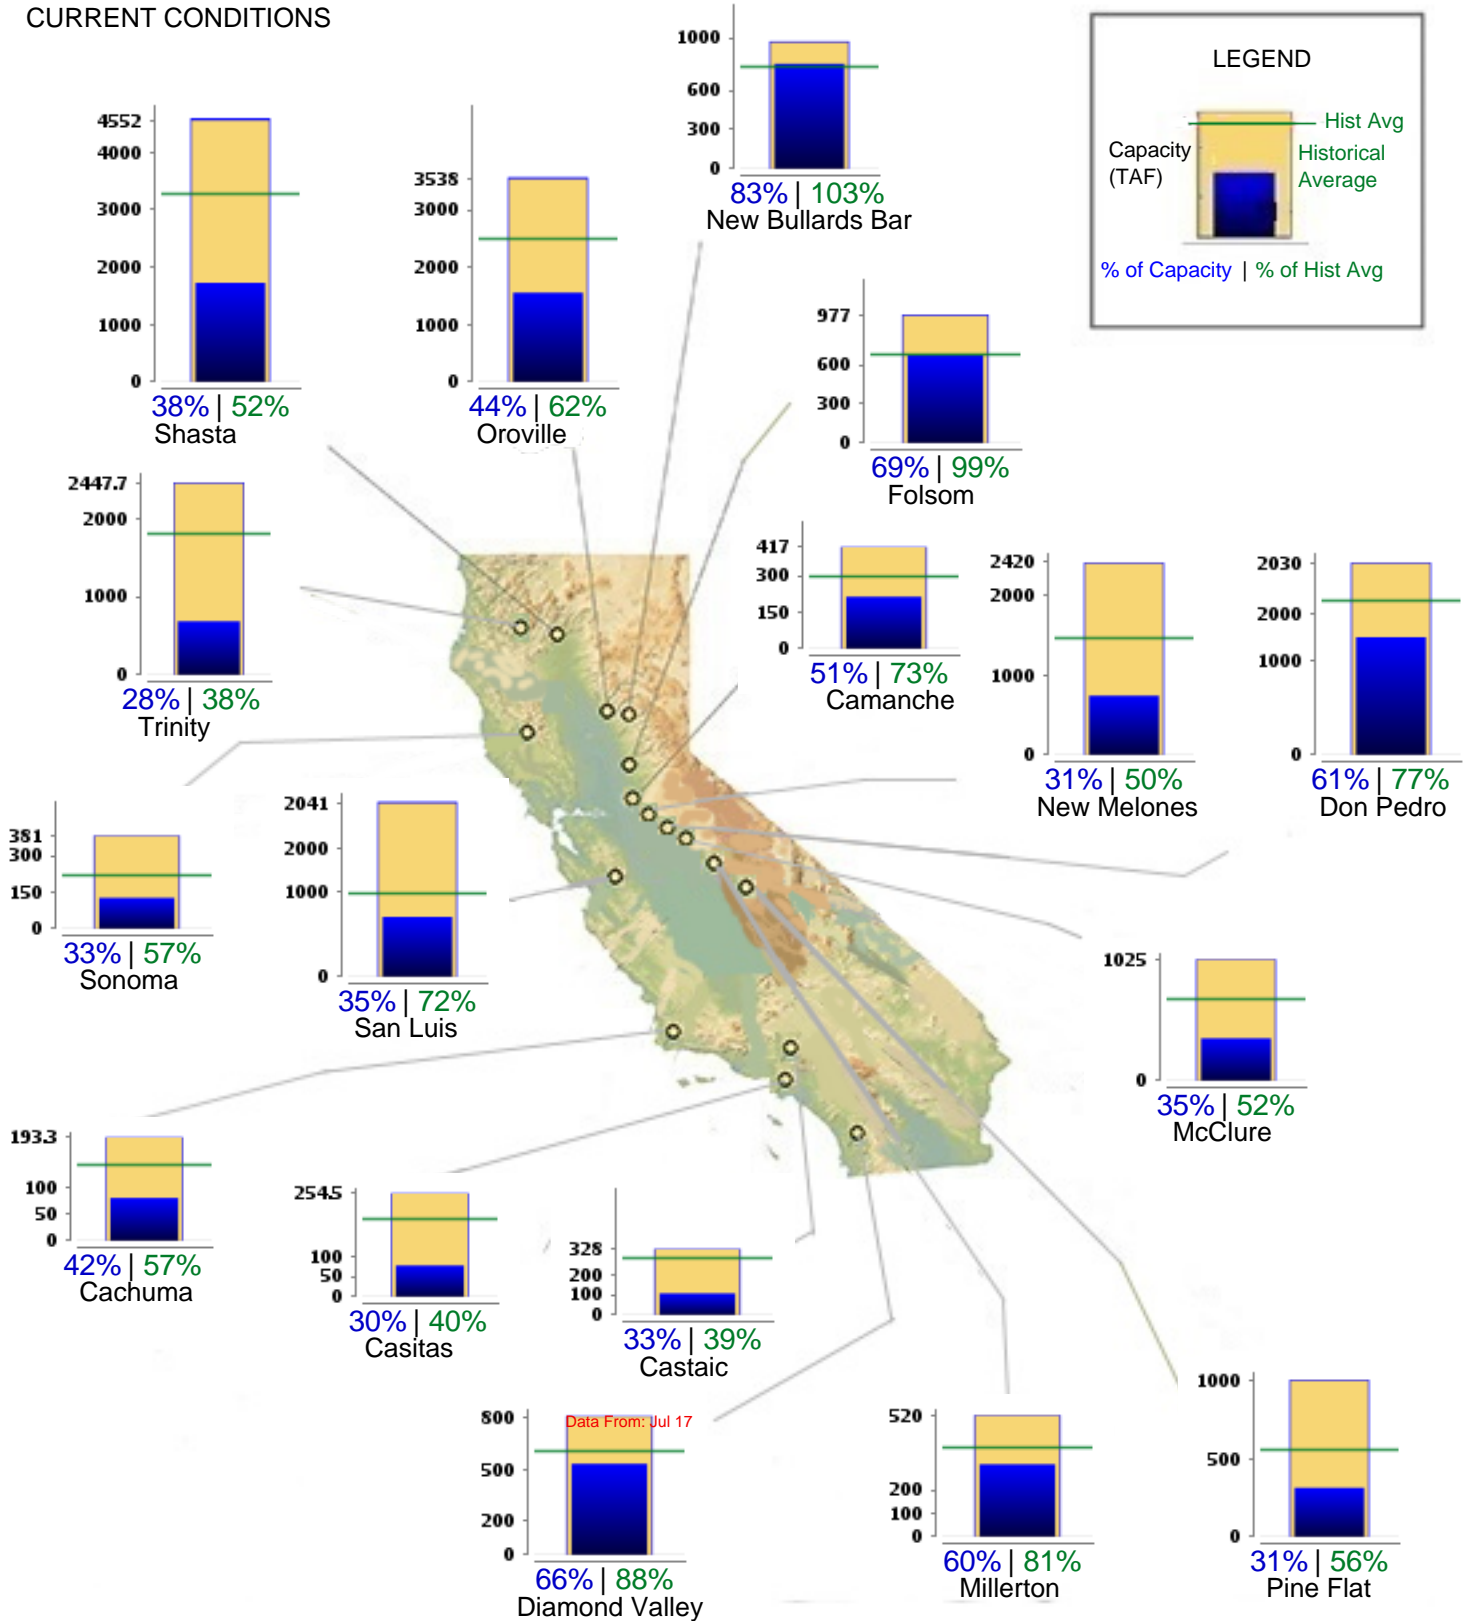 CURRENT CONDITIONS
1000
600
300
0
83% | 103%
New Bullards Bar
LEGEND
Hist Avg
Capacity
(TAF)
Historical
Average
% of Capacity | % of Hist Avg
4552
4000
3000
2000
1000
0
38% | 52%
Shasta
3538
3000
2000
1000
0
44% | 62%
Oroville
977
600
300
0
69% | 99%
Folsom
2447.7
2000
1000
0
28% | 38%
Trinity
417
300
150
0
51% | 73%
Camanche
2420
2000
1000
0
31% | 50%
New Melones
2030
2000
1000
0
61% | 77%
Don Pedro
381
300
150
0
33% | 57%
Sonoma
2041
2000
1000
0
35% | 72%
San Luis
1025
0
35% | 52%
McClure
193.3
100
50
0
42% | 57%
Cachuma
254.5
100
50
0
30% | 40%
Casitas
328
200
100
0
33% | 39%
Castaic
800
500
200
0
Data From: Jul 17
66% | 88%
Diamond Valley
520
200
100
0
60% | 81%
Millerton
1000
500
0
31% | 56%
Pine Flat